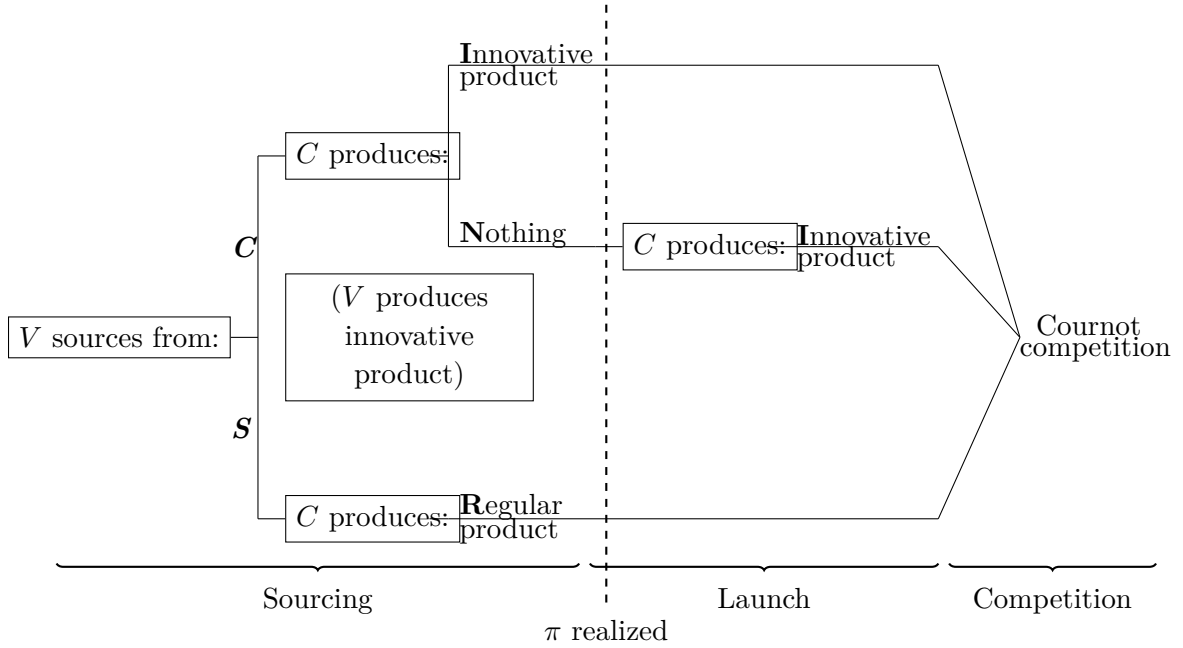 Innovative
product
C produces:
C
Nothing
C produces:
Innovative
product
(V produces
innovative
product)
V sources from:
Cournot
competition
S
C produces:
Regular
product
Sourcing
Launch
Competition
π realized